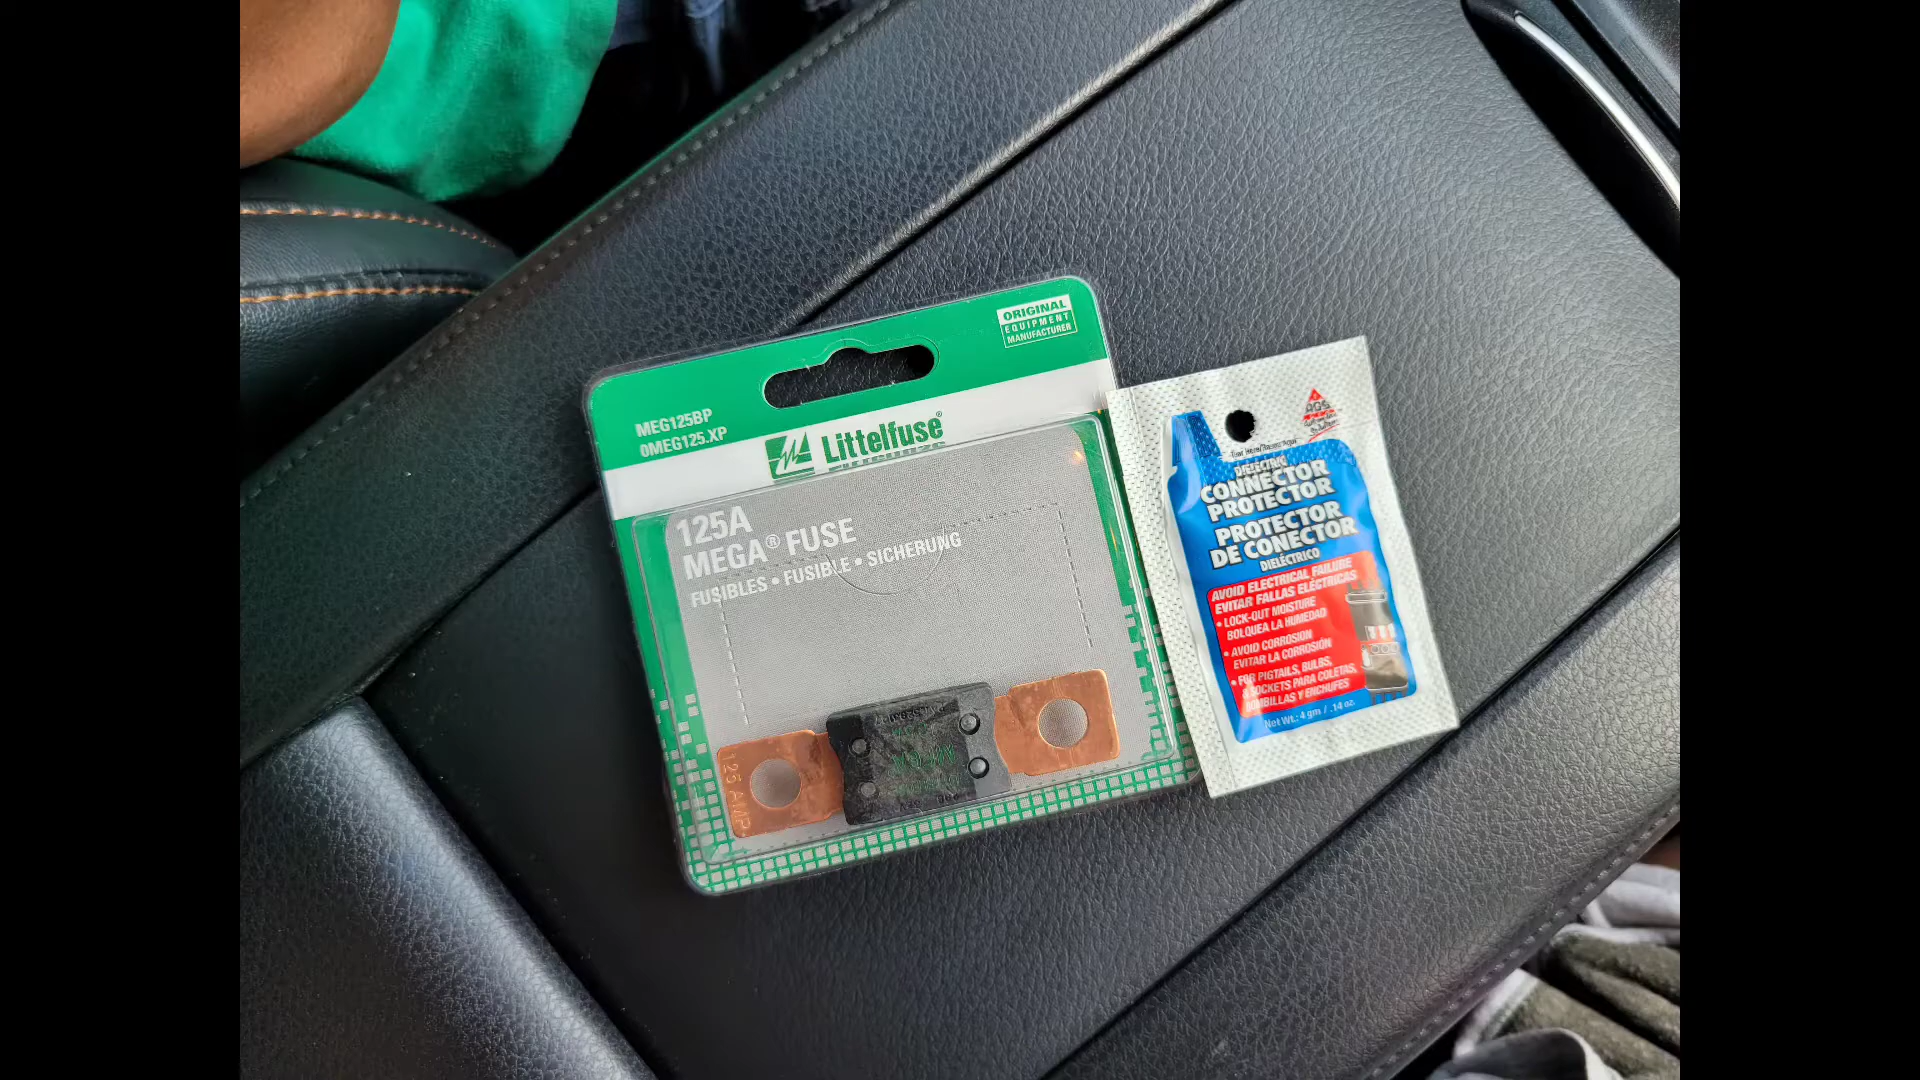 ORIGINAL
EQUIPMENT
MANUFACTURER
MEG125BP
0MEG125.XP
Littelfuse®
125A
MEGA® FUSE
FUSIBLES • FUSIBLE • SICHERUNG
125 AMP
AGS
DIELECTRIC
CONNECTOR
PROTECTOR
PROTECTOR
DE CONECTOR
DIELÉCTRICO
AVOID ELECTRICAL FAILURE
EVITAR FALLAS ELÉCTRICAS
• LOCK-OUT MOISTURE
BOLQUEA LA HUMEDAD
• AVOID CORROSION
EVITAR LA CORROSIÓN
• FOR PIGTAILS, BULBS,
& SOCKETS PARA COLETAS,
BOMBILLAS Y ENCHUFES
Net Wt.: 4 gm / .14 oz.